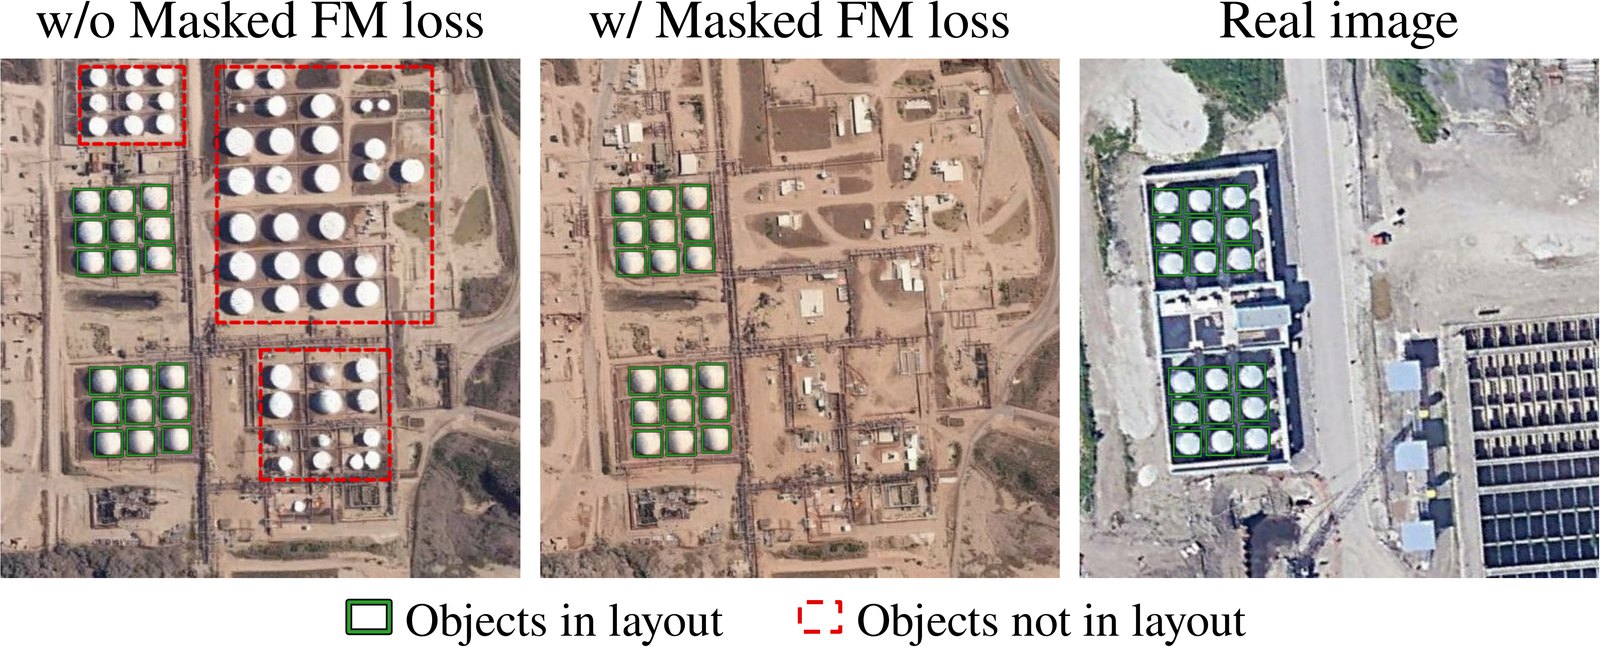 w/o Masked FM loss
w/ Masked FM loss
Real image
Objects in layout
Objects not in layout